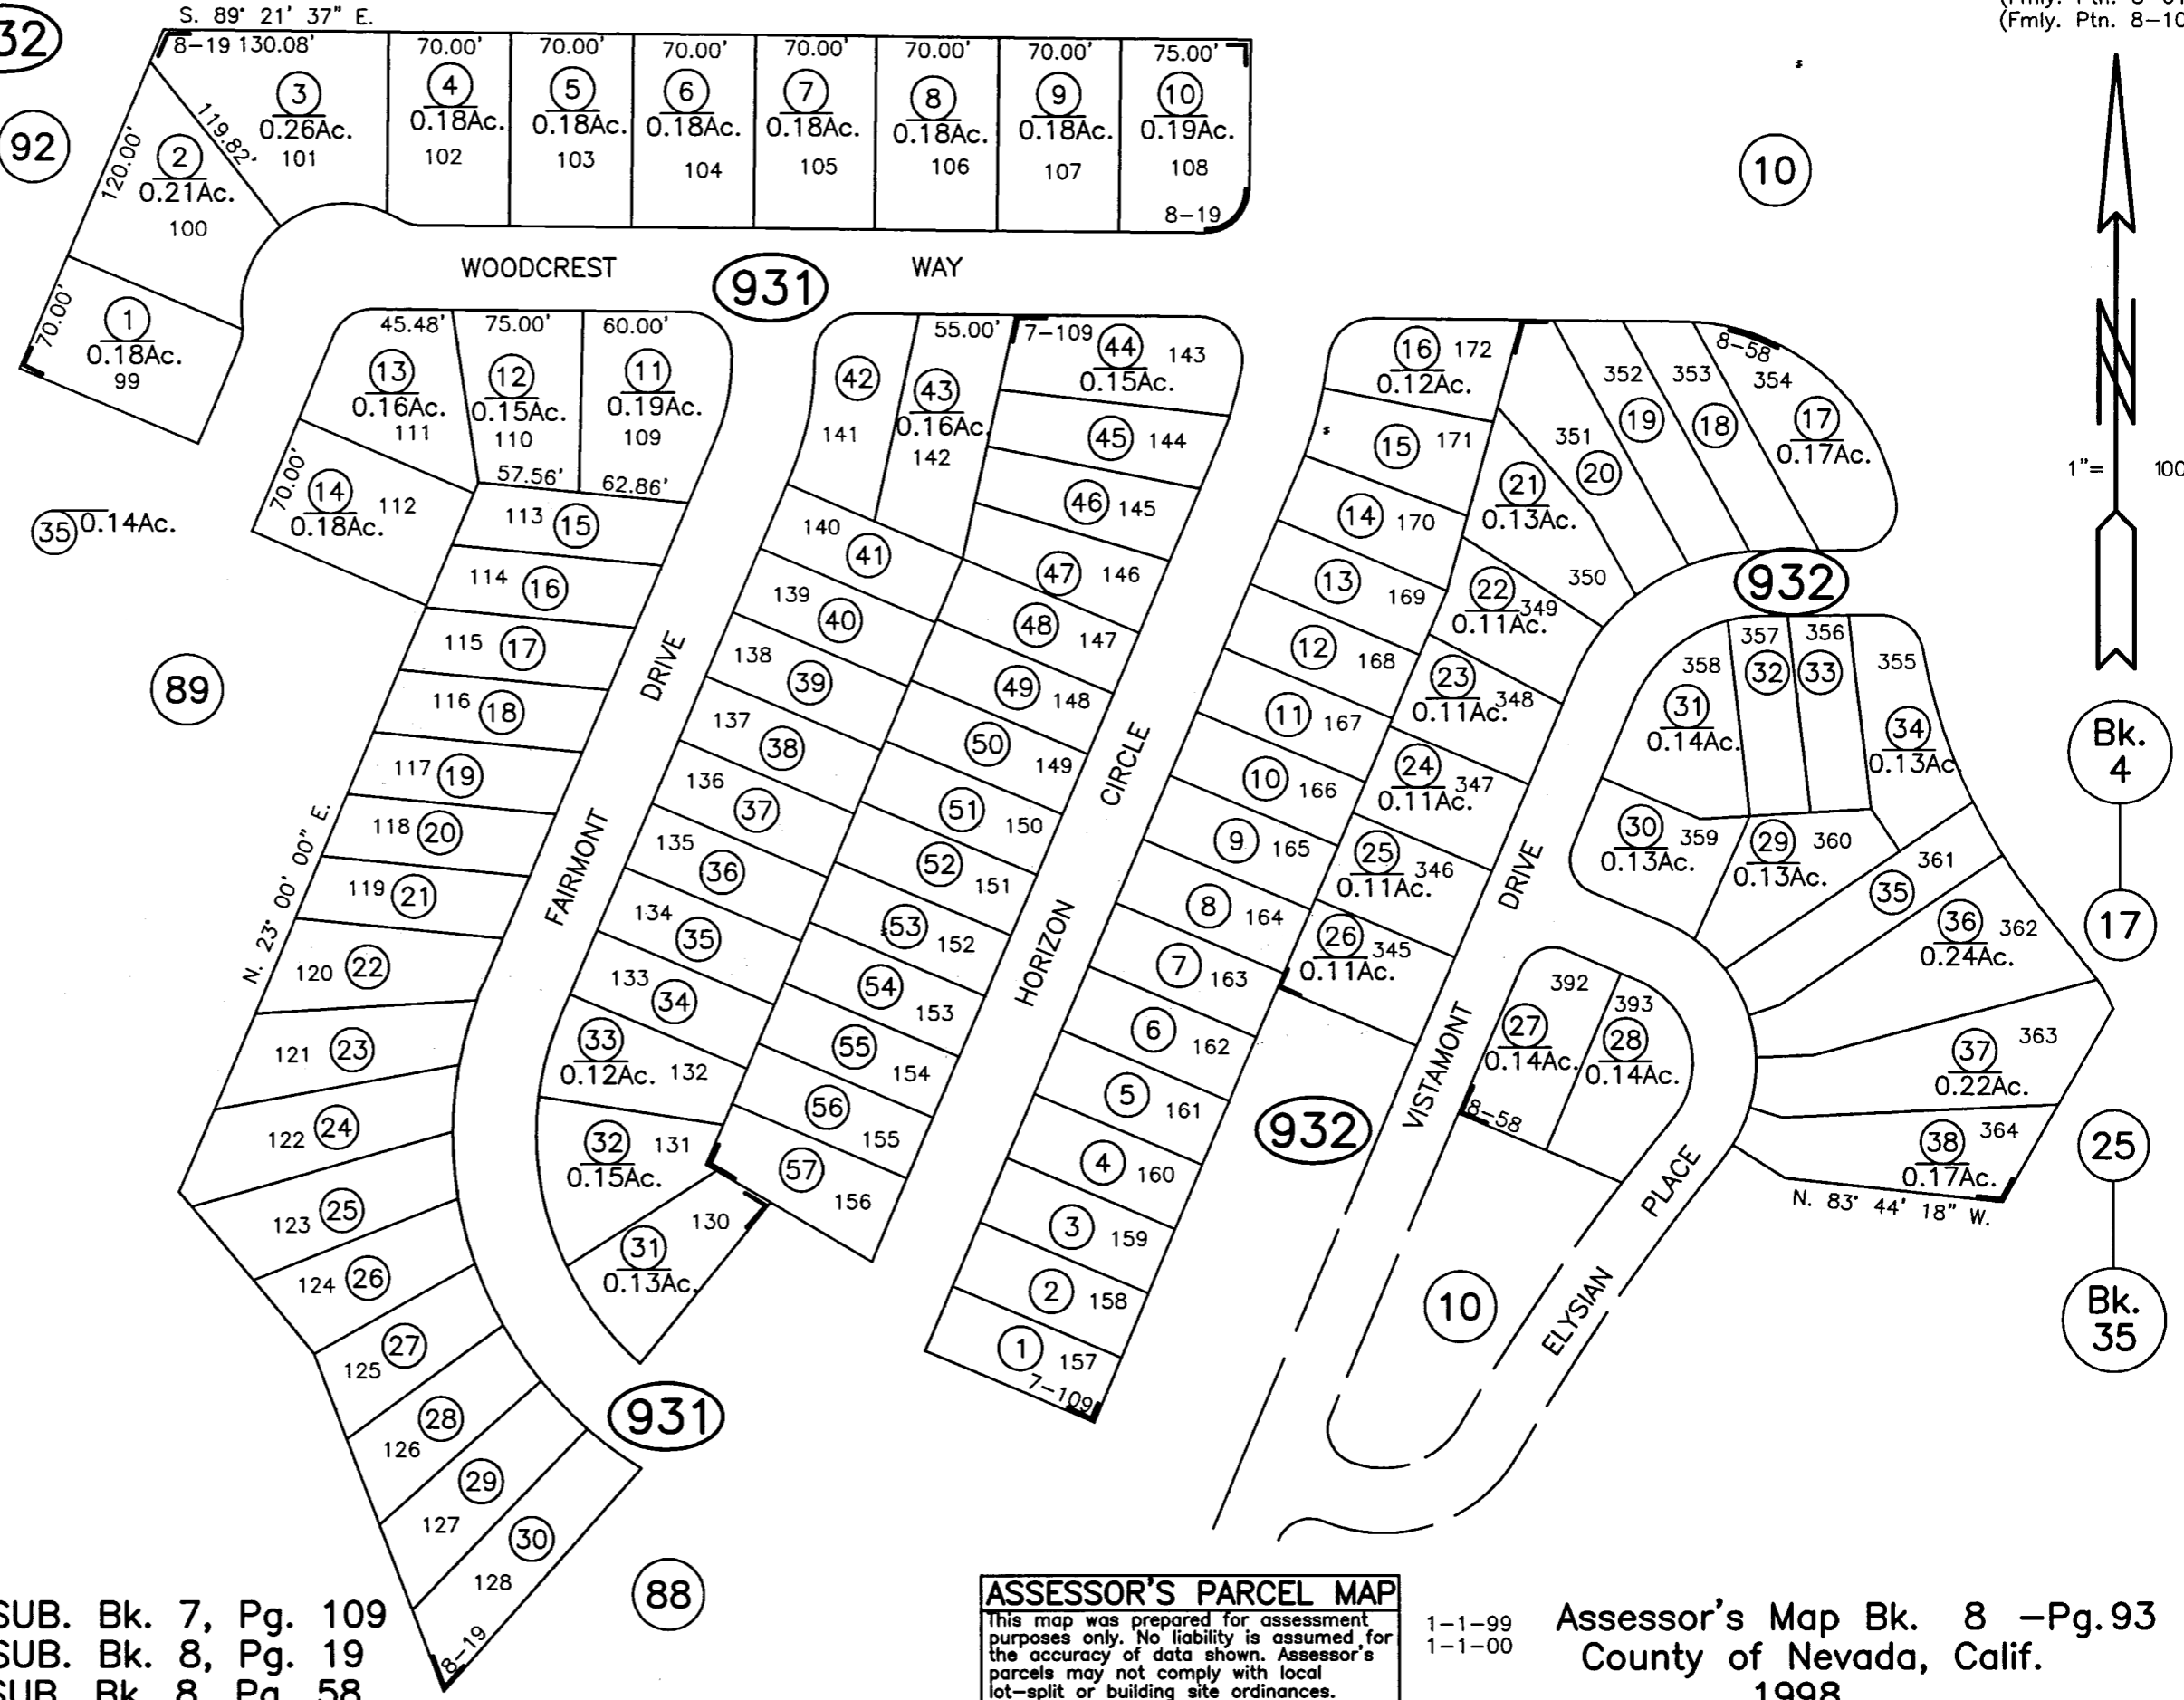 S. 89° 21' 37" E.
(Fmly. Ptn. 8-10
32
92
8-19 130.08'
70.00'
70.00'
70.00'
70.00'
70.00'
70.00'
75.00'
3
0.26Ac.
101
4
0.18Ac.
102
5
0.18Ac.
103
6
0.18Ac.
104
7
0.18Ac.
105
8
0.18Ac.
106
9
0.18Ac.
107
10
0.19Ac.
108
8-19
10
119.82'
120.00'
2
0.21Ac.
100
70.00'
1
0.18Ac.
99
WOODCREST WAY
931
45.48'
75.00'
60.00'
13
0.16Ac.
111
12
0.15Ac.
110
11
0.19Ac.
109
57.56'
62.86'
70.00'
14
0.18Ac.
112
35 0.14Ac.
89
N. 23° 00' 00" E.
113 15
114 16
115 17
116 18
117 19
118 20
119 21
120 22
121 23
122 24
123 25
124 26
125 27
126 28
127 29
128 30
8-19
FAIRMONT DRIVE
42
141
55.00'
43
0.16Ac.
142
7-109
44
143
0.15Ac.
45 144
46 145
47 146
48 147
49 148
50 149
51 150
52 151
53 152
54 153
55 154
56 155
57 156
140 41
139 40
138 39
137 38
136 37
135 36
134 35
133 34
33
0.12Ac. 132
32 131
0.15Ac.
130
31
0.13Ac.
931
88
HORIZON CIRCLE
16 172
0.12Ac.
15 171
14 170
13 169
12 168
11 167
10 166
9 165
8 164
7 163
6 162
5 161
4 160
3 159
2 158
1 157
7-109
352 19
353 18
8-58
354
17
0.17Ac.
351 20
21
0.13Ac.
350
22
0.11Ac. 349
23
0.11Ac. 348
24
0.11Ac. 347
25
0.11Ac. 346
26
0.11Ac. 345
932
VISTAMONT DRIVE
932
358
31
0.14Ac.
357
32
356
33
355
34
0.13Ac.
30 359
0.13Ac.
29 360
0.13Ac.
361
35
36 362
0.24Ac.
37 363
0.22Ac.
38 364
0.17Ac.
N. 83° 44' 18" W.
392
27
0.14Ac.
393
28
0.14Ac.
8-58
10
ELYSIAN PLACE
1"= 100
Bk.
4
17
25
Bk.
35
SUB. Bk. 7, Pg. 109
SUB. Bk. 8, Pg. 19
SUB. Bk. 8, Pg. 58
ASSESSOR'S PARCEL MAP
This map was prepared for assessment
purposes only. No liability is assumed for
the accuracy of data shown. Assessor's
parcels may not comply with local
lot-split or building site ordinances.
1-1-99
1-1-00
Assessor's Map Bk. 8 -Pg.93
County of Nevada, Calif.
1998